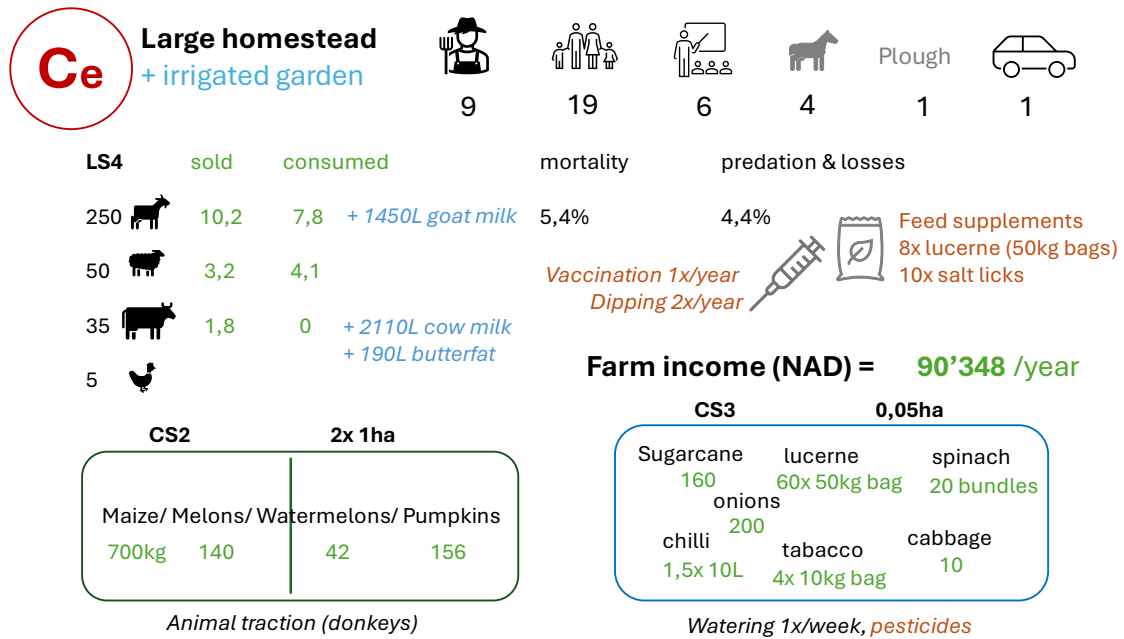 Ce
Large homestead
+ irrigated garden
Plough
9 19 6 4 1 1
LS4 sold consumed mortality predation & losses
250 10,2 7,8 + 1450L goat milk 5,4% 4,4%
50 3,2 4,1
35 1,8 0 + 2110L cow milk
+ 190L butterfat
5
Vaccination 1x/year
Dipping 2x/year
Feed supplements
8x lucerne (50kg bags)
10x salt licks
Farm income (NAD) = 90’348 /year
CS2 2x 1ha
Maize/ Melons/ Watermelons/ Pumpkins
700kg 140 42 156
Animal traction (donkeys)
CS3 0,05ha
Sugarcane lucerne spinach
160 60x 50kg bag 20 bundles
onions
200
chilli tabacco cabbage
1,5x 10L 4x 10kg bag 10
Watering 1x/week, pesticides